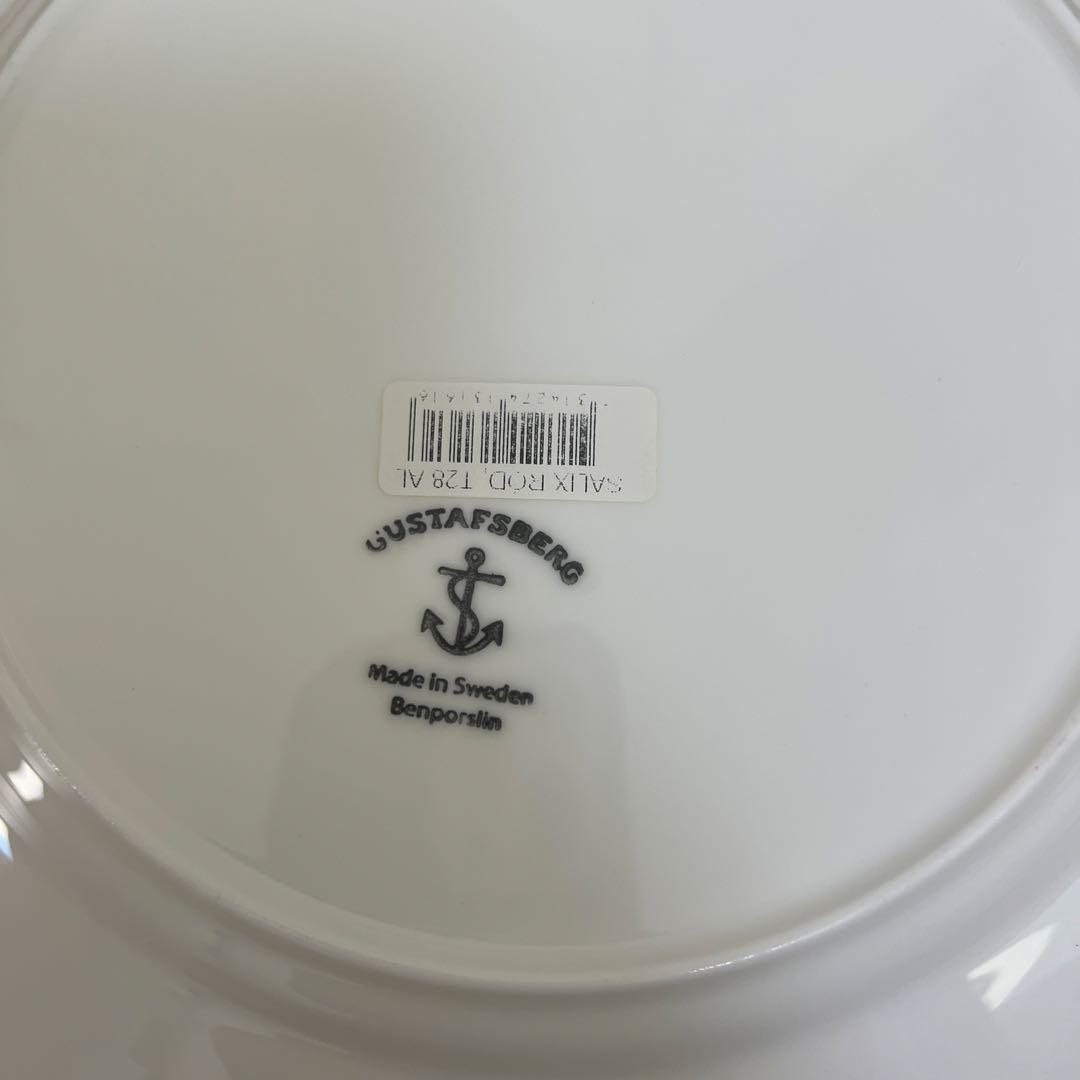 SALIX RÖD, T28 AL
GUSTAFSBERG
Made in Sweden
Benporslin